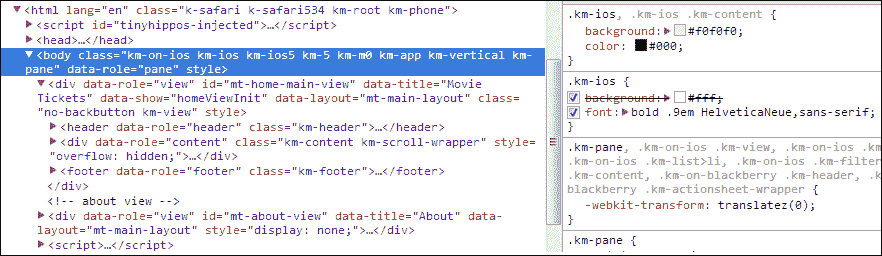 <html lang="en" class="k-safari k-safari534 km-root km-phone">
<script id="tinyhippos-injected">…</script>
<head>…</head>
<body class="km-on-ios km-ios km-ios5 km-5 km-m0 km-app km-vertical km-
pane" data-role="pane" style>
<div data-role="view" id="mt-home-main-view" data-title="Movie
Tickets" data-show="homeViewInit" data-layout="mt-main-layout" class=
"no-backbutton km-view" style>
<header data-role="header" class="km-header">…</header>
<div data-role="content" class="km-content km-scroll-wrapper" style=
"overflow: hidden;">…</div>
<footer data-role="footer" class="km-footer">…</footer>
</div>
<!-- about view -->
<div data-role="view" id="mt-about-view" data-title="About" data-
layout="mt-main-layout" style="display: none;">…</div>
<script>…</script>
.km-ios, .km-ios .km-content {
background: #f0f0f0;
color: #000;
}
.km-ios {
background: #fff;
font: bold .9em HelveticaNeue,sans-serif;
}
.km-pane, .km-on-ios .km-view, .km-on-ios .km
.km-on-ios .km-list>li, .km-on-ios .km-filter
.km-content, .km-on-blackberry .km-header, .k
blackberry .km-actionsheet-wrapper {
-webkit-transform: translatez(0);
}
.km-pane {